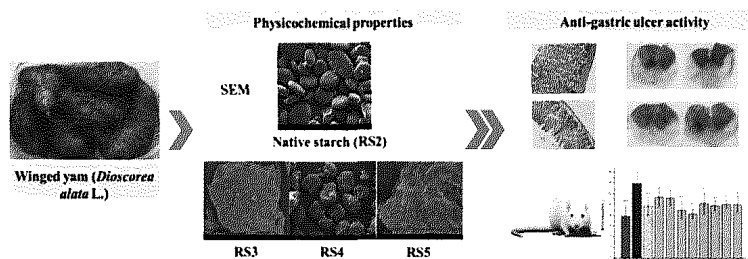 Physicochemical properties
Anti-gastric ulcer activity
SEM
Native starch (RS2)
Winged yam (Dioscorea
alata L.)
RS3
RS4
RS5